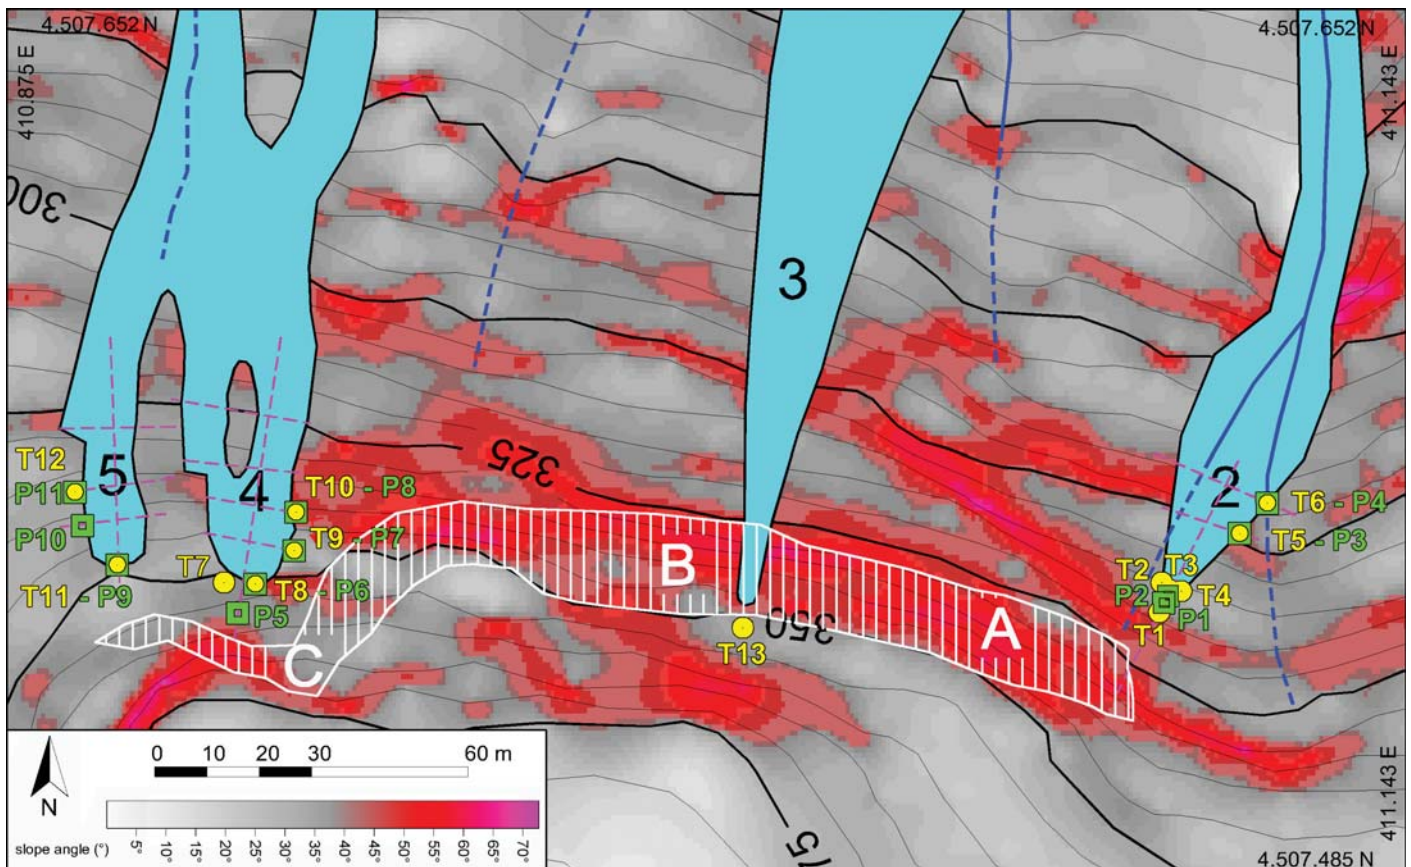 4.507.652 N
4.507.652 N
410.875 E
411.143 E
300
3
325
T12
P11
5
4
T10 - P8
2
T6 - P4
P10
T9 - P7
T5 - P3
B
T7
T2
T3
T11 - P9
T8 - P6
P2
T4
P5
P1
A
350
T1
C
T13
0 10 20 30 60 m
N
411.143 E
slope angle (°)
5° 10° 15° 20° 25° 30° 35° 40° 45° 50° 55° 60° 65° 70°
375
4.507.485 N